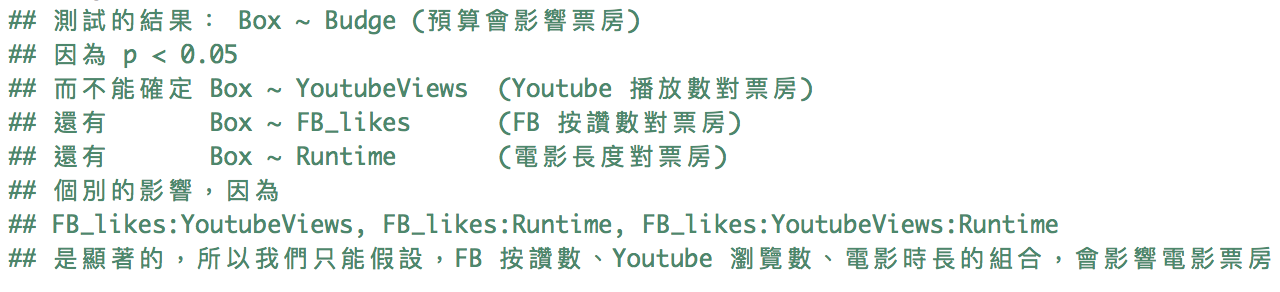 ## 測試的結果： Box ~ Budge (預算會影響票房)
## 因為 p < 0.05
## 而不能確定 Box ~ YoutubeViews (Youtube 播放數對票房)
## 還有 Box ~ FB_likes (FB 按讚數對票房)
## 還有 Box ~ Runtime (電影長度對票房)
## 個別的影響，因為
## FB_likes:YoutubeViews, FB_likes:Runtime, FB_likes:YoutubeViews:Runtime
## 是顯著的，所以我們只能假設，FB 按讚數、Youtube 瀏覽數、電影時長的組合，會影響電影票房